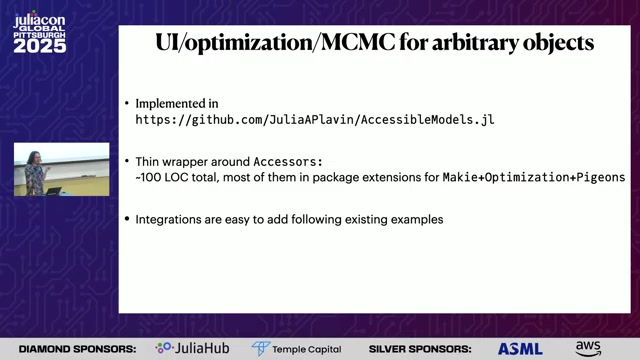 juliacon
GLOBAL
PITTSBURGH
2025
UI/optimization/MCMC for arbitrary objects
• Implemented in
https://github.com/JuliaAPlavin/AccessibleModels.jl
• Thin wrapper around Accessors:
~100 LOC total, most of them in package extensions for Makie+Optimization+Pigeons
• Integrations are easy to add following existing examples
DIAMOND SPONSORS: JuliaHub Temple Capital SILVER SPONSORS: ASML aws